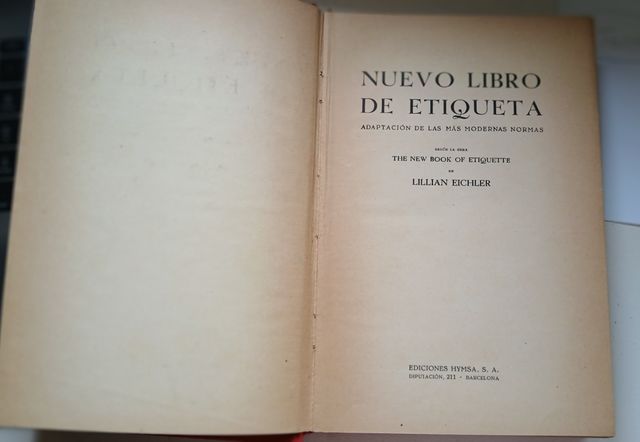 NUEVO LIBRO
DE ETIQUETA
ADAPTACIÓN DE LAS MÁS MODERNAS NORMAS
SEGÚN LA OBRA
THE NEW BOOK OF ETIQUETTE
DE
LILLIAN EICHLER
EDICIONES HYMSA, S. A.
DIPUTACIÓN, 211 - BARCELONA